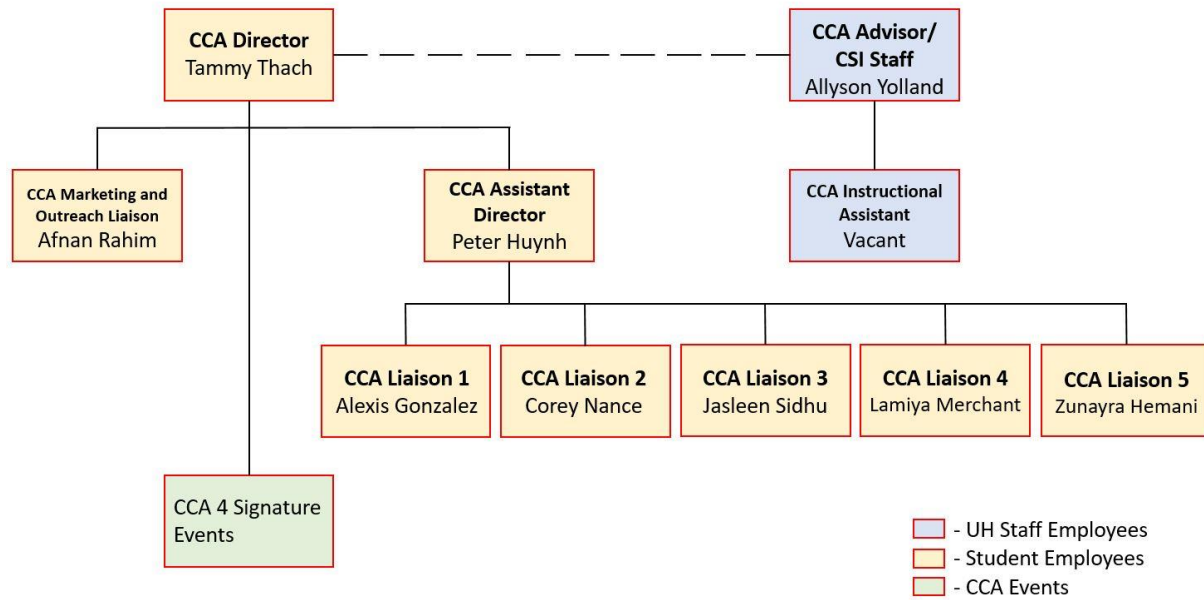 CCA Director
Tammy Thach
CCA Advisor/
CSI Staff
Allyson Yolland
CCA Marketing and
Outreach Liaison
Afnan Rahim
CCA Assistant
Director
Peter Huynh
CCA Instructional
Assistant
Vacant
CCA Liaison 1
Alexis Gonzalez
CCA Liaison 2
Corey Nance
CCA Liaison 3
Jasleen Sidhu
CCA Liaison 4
Lamiya Merchant
CCA Liaison 5
Zunayra Hemani
CCA 4 Signature
Events
- UH Staff Employees
- Student Employees
- CCA Events